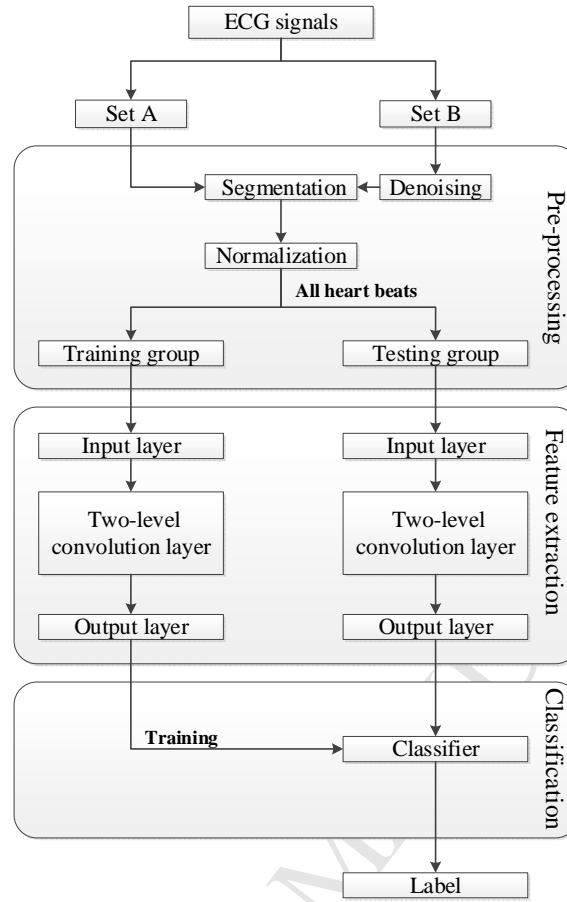 ECG signals
Set A
Set B
Segmentation
Denoising
Normalization
Pre-processing
All heart beats
Training group
Testing group
Input layer
Input layer
Two-level
convolution layer
Two-level
convolution layer
Feature extraction
Output layer
Output layer
Training
Classifier
Classification
Label